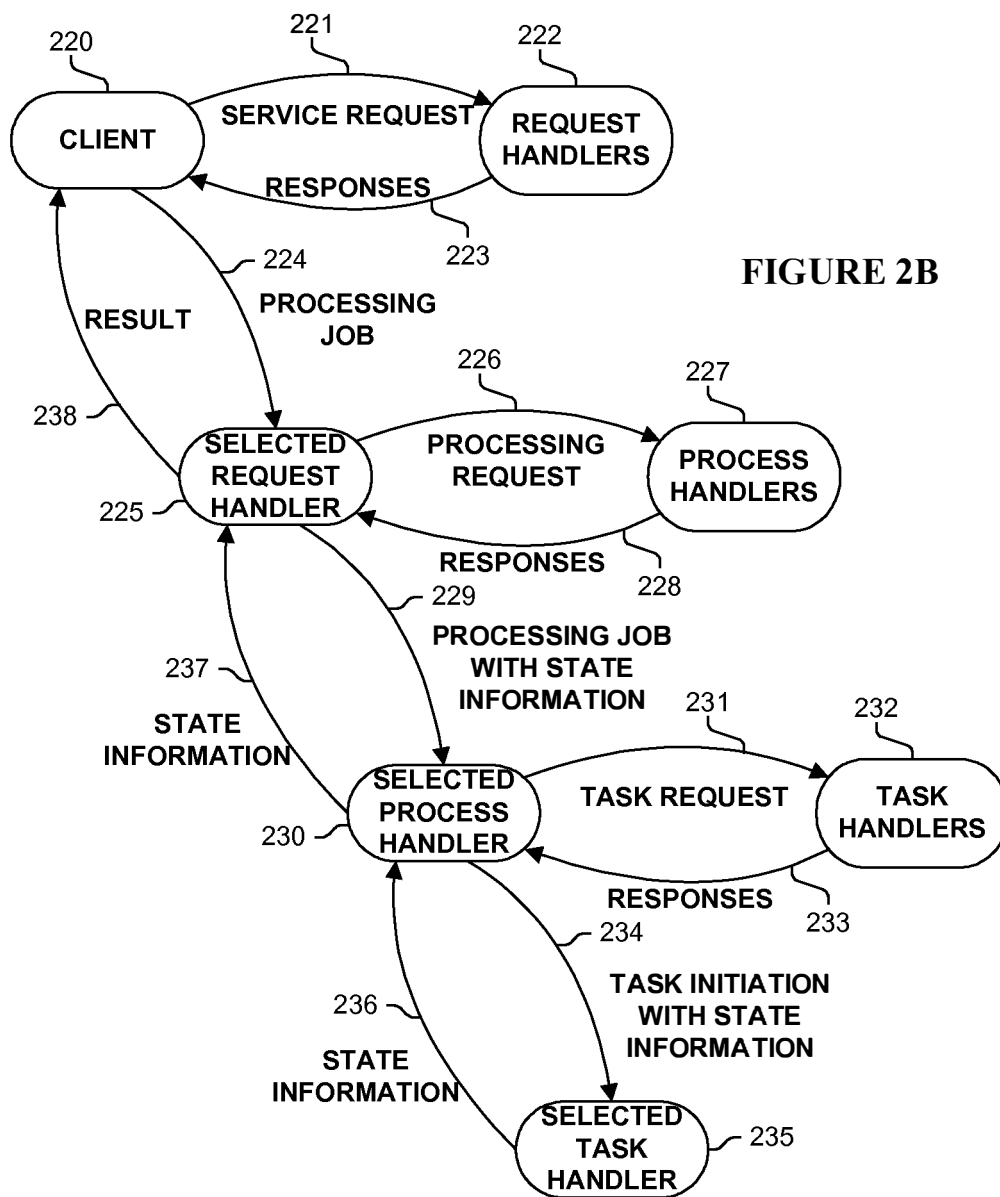 221
220
222
SERVICE REQUEST
CLIENT
REQUEST
HANDLERS
RESPONSES
223
224
FIGURE 2B
PROCESSING
JOB
RESULT
226
227
238
SELECTED
REQUEST
HANDLER
PROCESSING
REQUEST
PROCESS
HANDLERS
225
RESPONSES
228
229
PROCESSING JOB
WITH STATE
INFORMATION
237
231
232
STATE
INFORMATION
SELECTED
PROCESS
HANDLER
TASK REQUEST
TASK
HANDLERS
230
RESPONSES
233
234
TASK INITIATION
WITH STATE
INFORMATION
236
STATE
INFORMATION
SELECTED
TASK
HANDLER
235